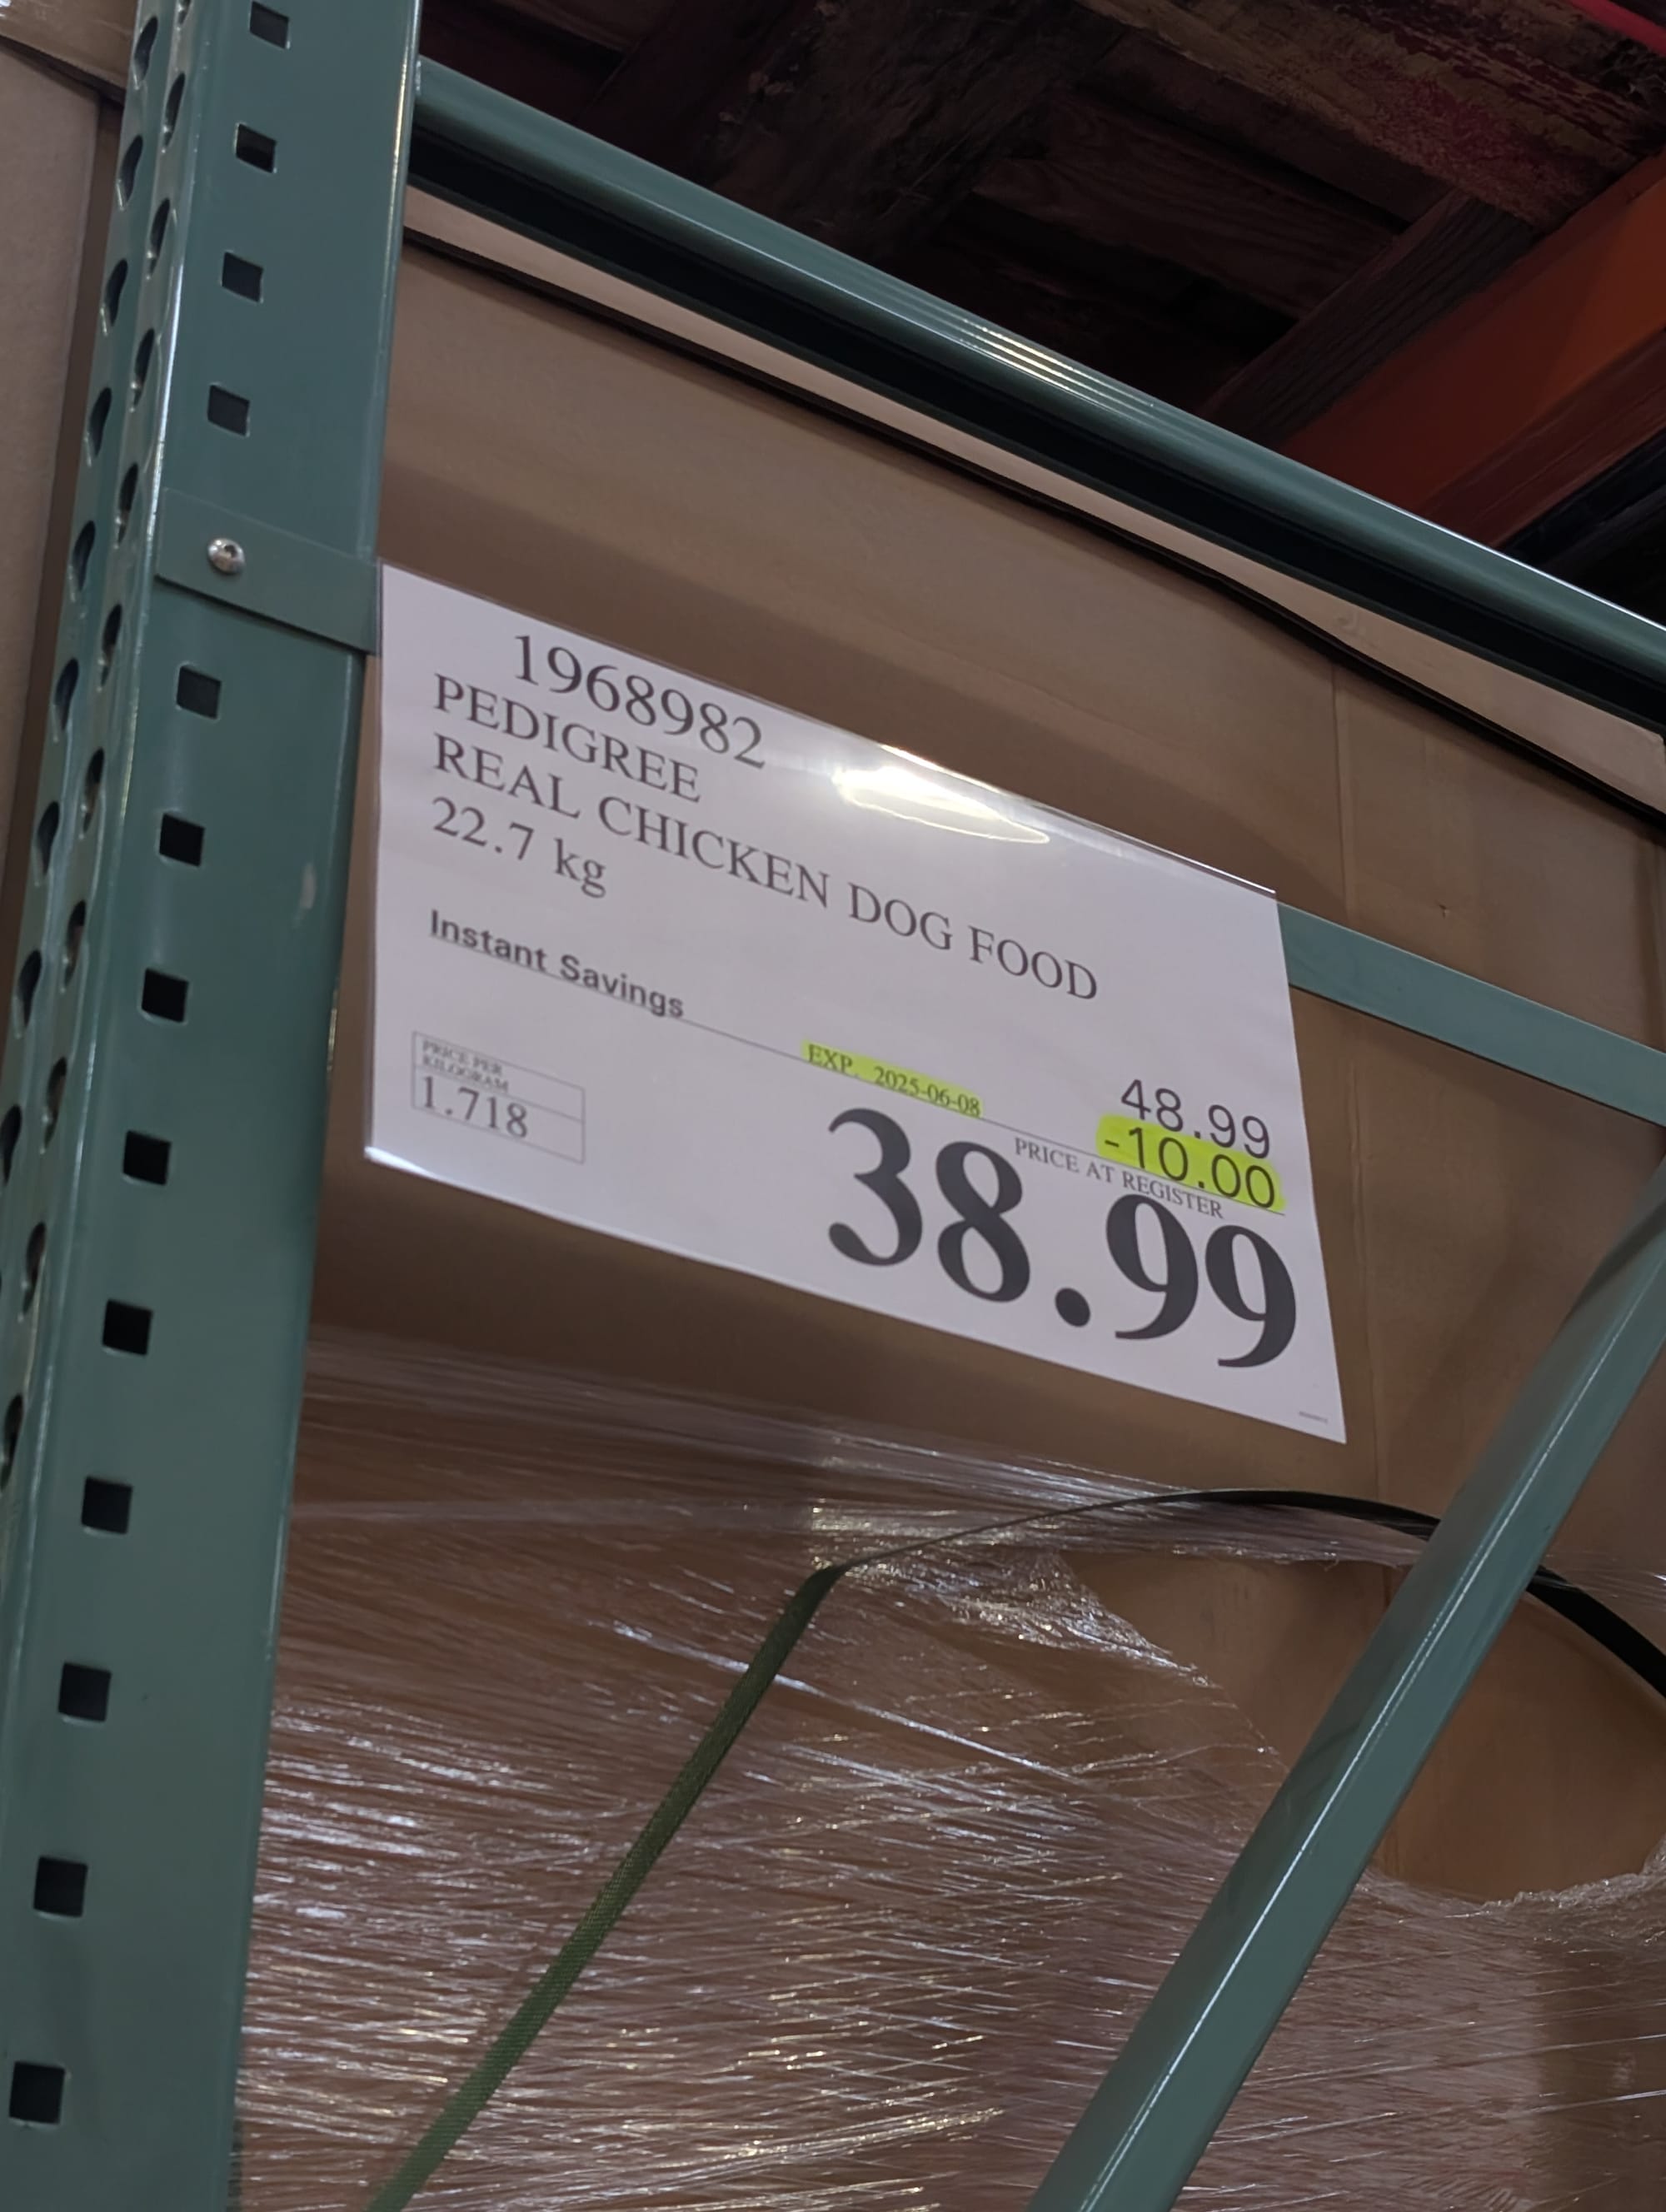 1968982
PEDIGREE
REAL CHICKEN DOG FOOD
22.7 kg
Instant Savings
48.99
EXP. 2025-06-08
-10.00
PRICE AT REGISTER
PRICE PER
KILOGRAM
1.718
38.99